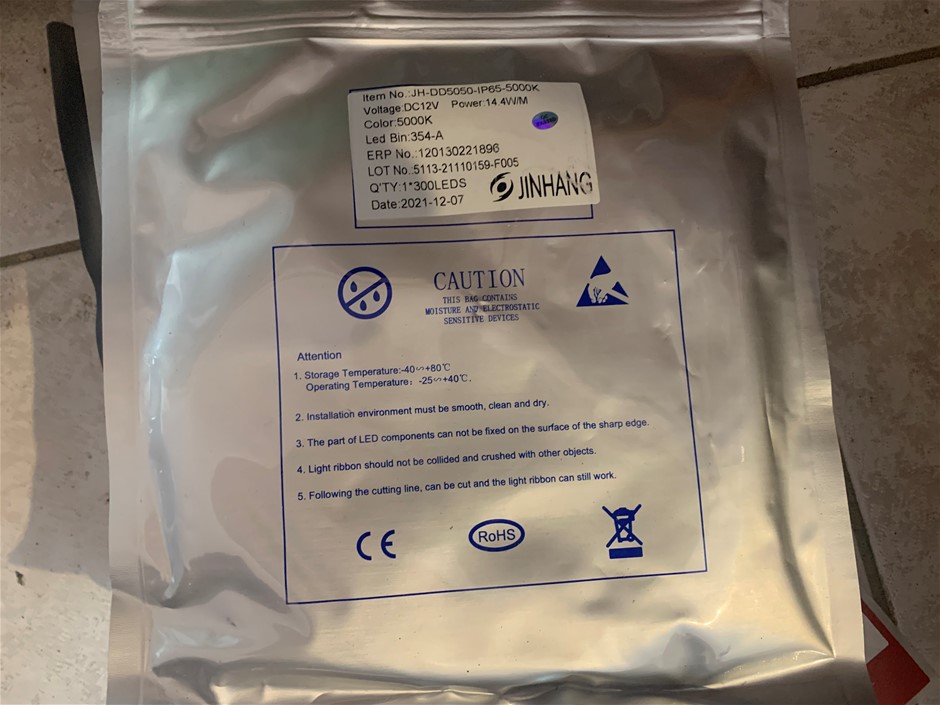 Item No.:JH-DD5050-IP65-5000K
Voltage:DC12V Power:14.4W/M
Color:5000K
Led Bin:354-A
ERP No.:120130221896
LOT No.:5113-21110159-F005
Q'TY:1*300LEDS
JINHANG
Date:2021-12-07
CAUTION
THIS BAG CONTAINS
MOISTURE AND ELECTROSTATIC
SENSITIVE DEVICES
Attention
1. Storage Temperature:-40∽+80℃
Operating Temperature: -25∽+40℃.
2. Installation environment must be smooth, clean and dry.
3. The part of LED components can not be fixed on the surface of the sharp edge.
4. Light ribbon should not be collided and crushed with other objects.
5. Following the cutting line, can be cut and the light ribbon can still work.
CE
RoHS